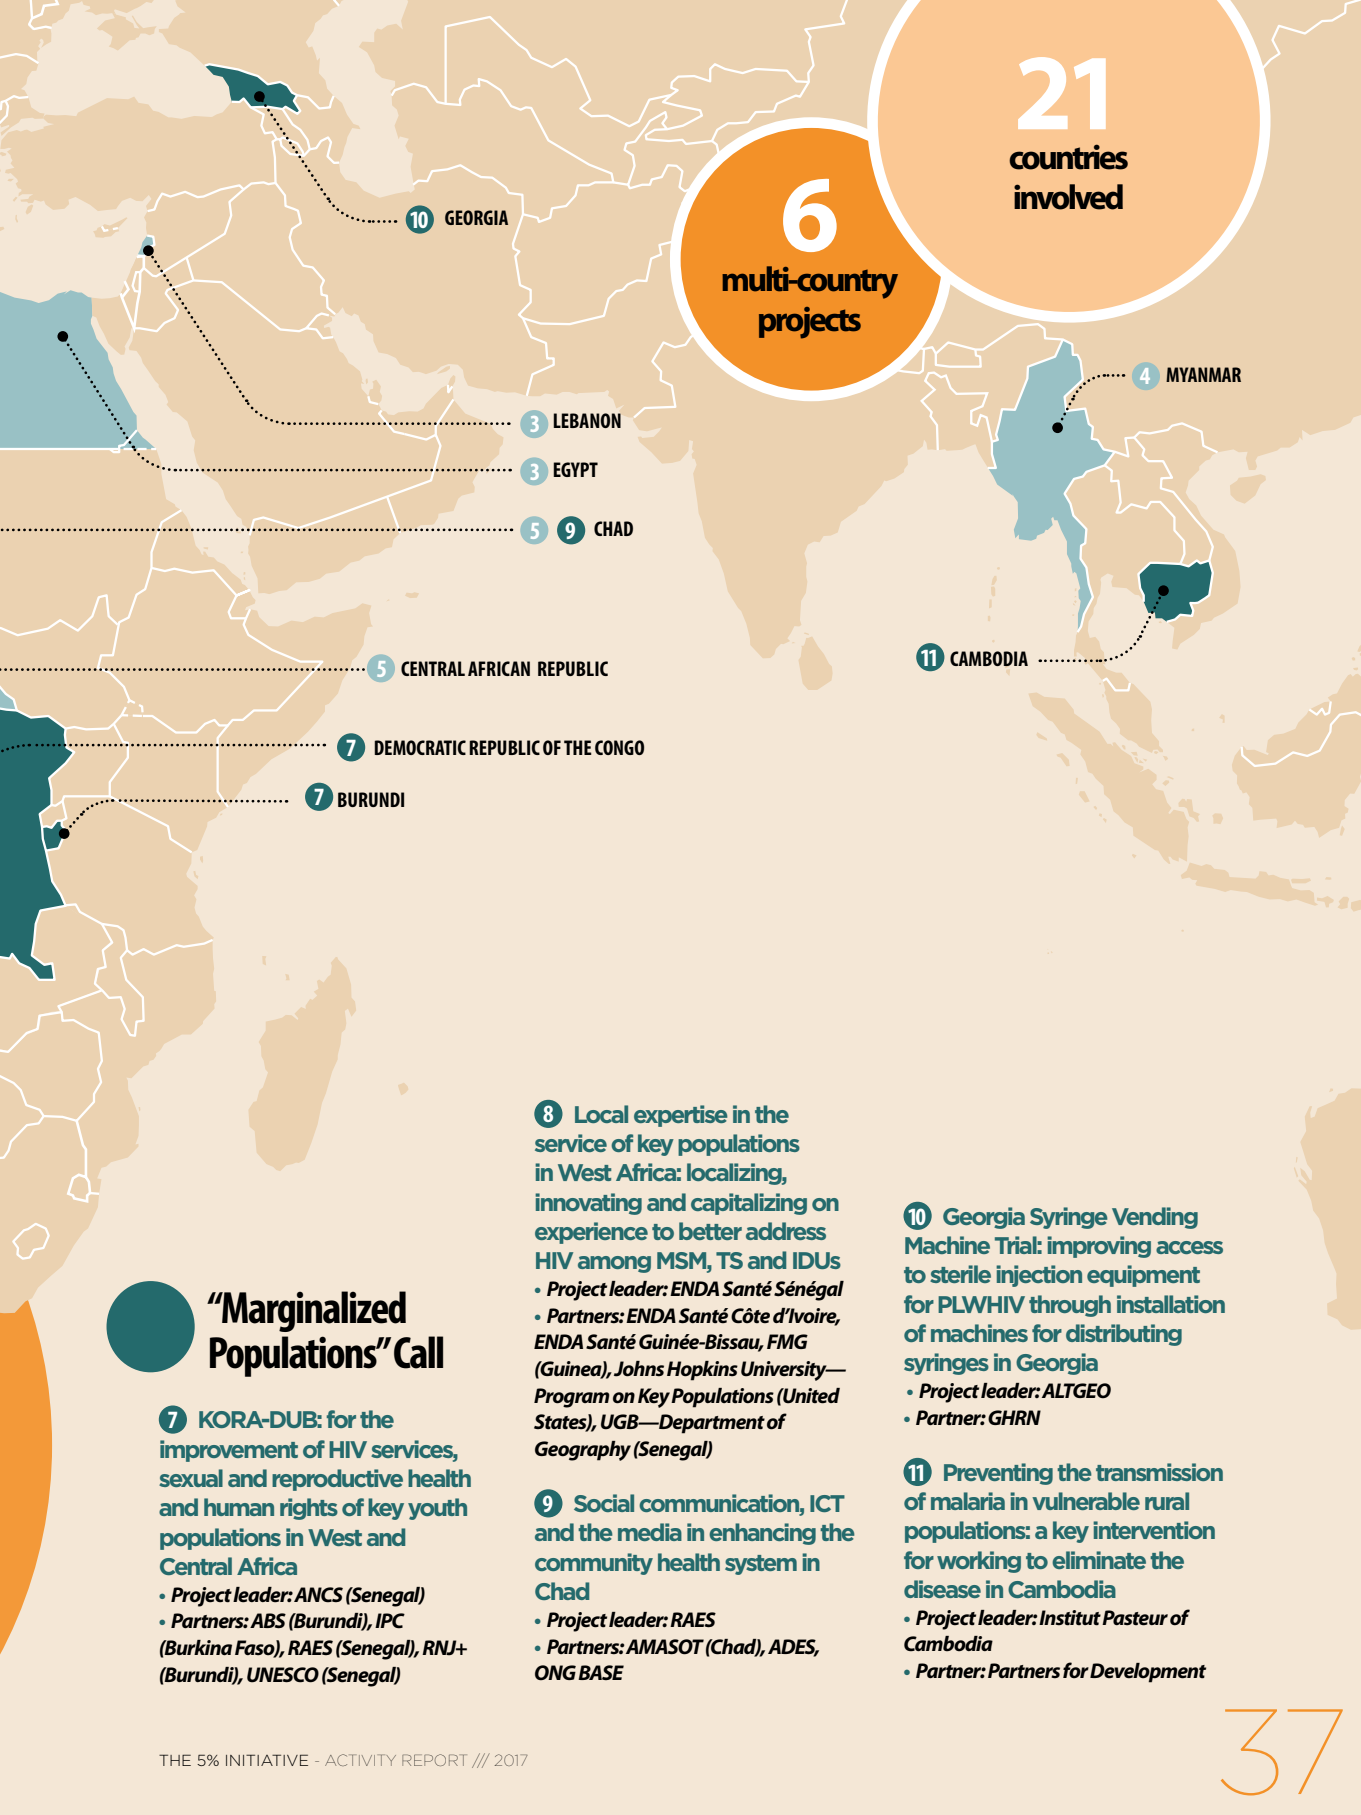 21
countries
involved
6
multi-country
projects
10 GEORGIA
4 MYANMAR
3 LEBANON
3 EGYPT
5 9 CHAD
11 CAMBODIA
5 CENTRAL AFRICAN REPUBLIC
7 DEMOCRATIC REPUBLIC OF THE CONGO
7 BURUNDI
“Marginalized
Populations” Call
7 KORA-DUB: for the
improvement of HIV services,
sexual and reproductive health
and human rights of key youth
populations in West and
Central Africa
• Project leader: ANCS (Senegal)
• Partners: ABS (Burundi), IPC
(Burkina Faso), RAES (Senegal), RNJ+
(Burundi), UNESCO (Senegal)
8 Local expertise in the
service of key populations
in West Africa: localizing,
innovating and capitalizing on
experience to better address
HIV among MSM, TS and IDUs
• Project leader: ENDA Santé Sénégal
• Partners: ENDA Santé Côte d’Ivoire,
ENDA Santé Guinée-Bissau, FMG
(Guinea), Johns Hopkins University—
Program on Key Populations (United
States), UGB—Department of
Geography (Senegal)
9 Social communication, ICT
and the media in enhancing the
community health system in
Chad
• Project leader: RAES
• Partners: AMASOT (Chad), ADES,
ONG BASE
10 Georgia Syringe Vending
Machine Trial: improving access
to sterile injection equipment
for PLWHIV through installation
of machines for distributing
syringes in Georgia
• Project leader: ALTGEO
• Partner: GHRN
11 Preventing the transmission
of malaria in vulnerable rural
populations: a key intervention
for working to eliminate the
disease in Cambodia
• Project leader: Institut Pasteur of
Cambodia
• Partner: Partners for Development
THE 5% INITIATIVE - ACTIVITY REPORT /// 2017
37